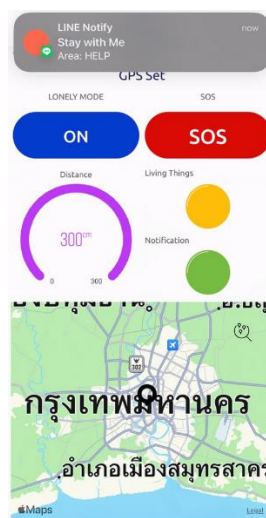 LINE Notify
now
Stay with Me
Area: HELP
GPS Set
LONELY MODE
SOS
ON
SOS
Distance
Living Things
300cm
Notification
0
300
302
กรุงเทพมหานคร
อำเภอเมืองสมุทรสาคร
Maps
Legal